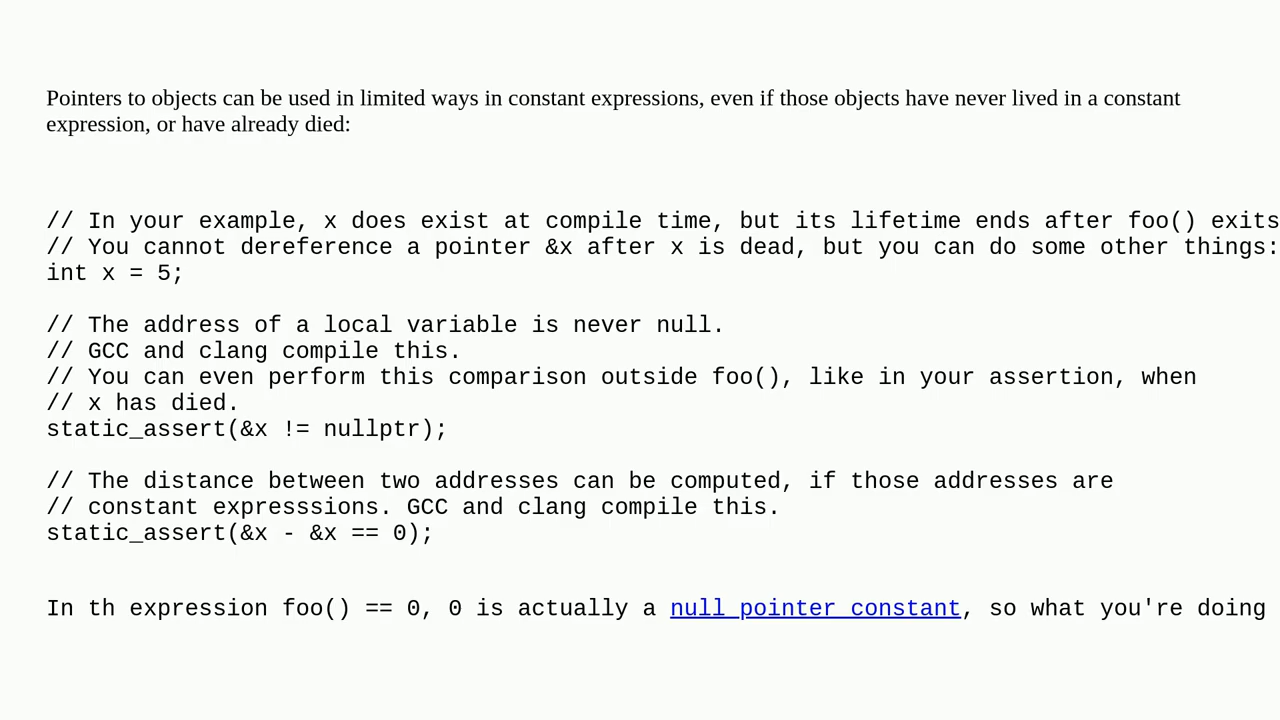 Pointers to objects can be used in limited ways in constant expressions, even if those objects have never lived in a constant
expression, or have already died:
// In your example, x does exist at compile time, but its lifetime ends after foo() exits
// You cannot dereference a pointer &x after x is dead, but you can do some other things:
int x = 5;
// The address of a local variable is never null.
// GCC and clang compile this.
// You can even perform this comparison outside foo(), like in your assertion, when
// x has died.
static_assert(&x != nullptr);
// The distance between two addresses can be computed, if those addresses are
// constant expresssions. GCC and clang compile this.
static_assert(&x - &x == 0);
In th expression foo() == 0, 0 is actually a null pointer constant, so what you're doing